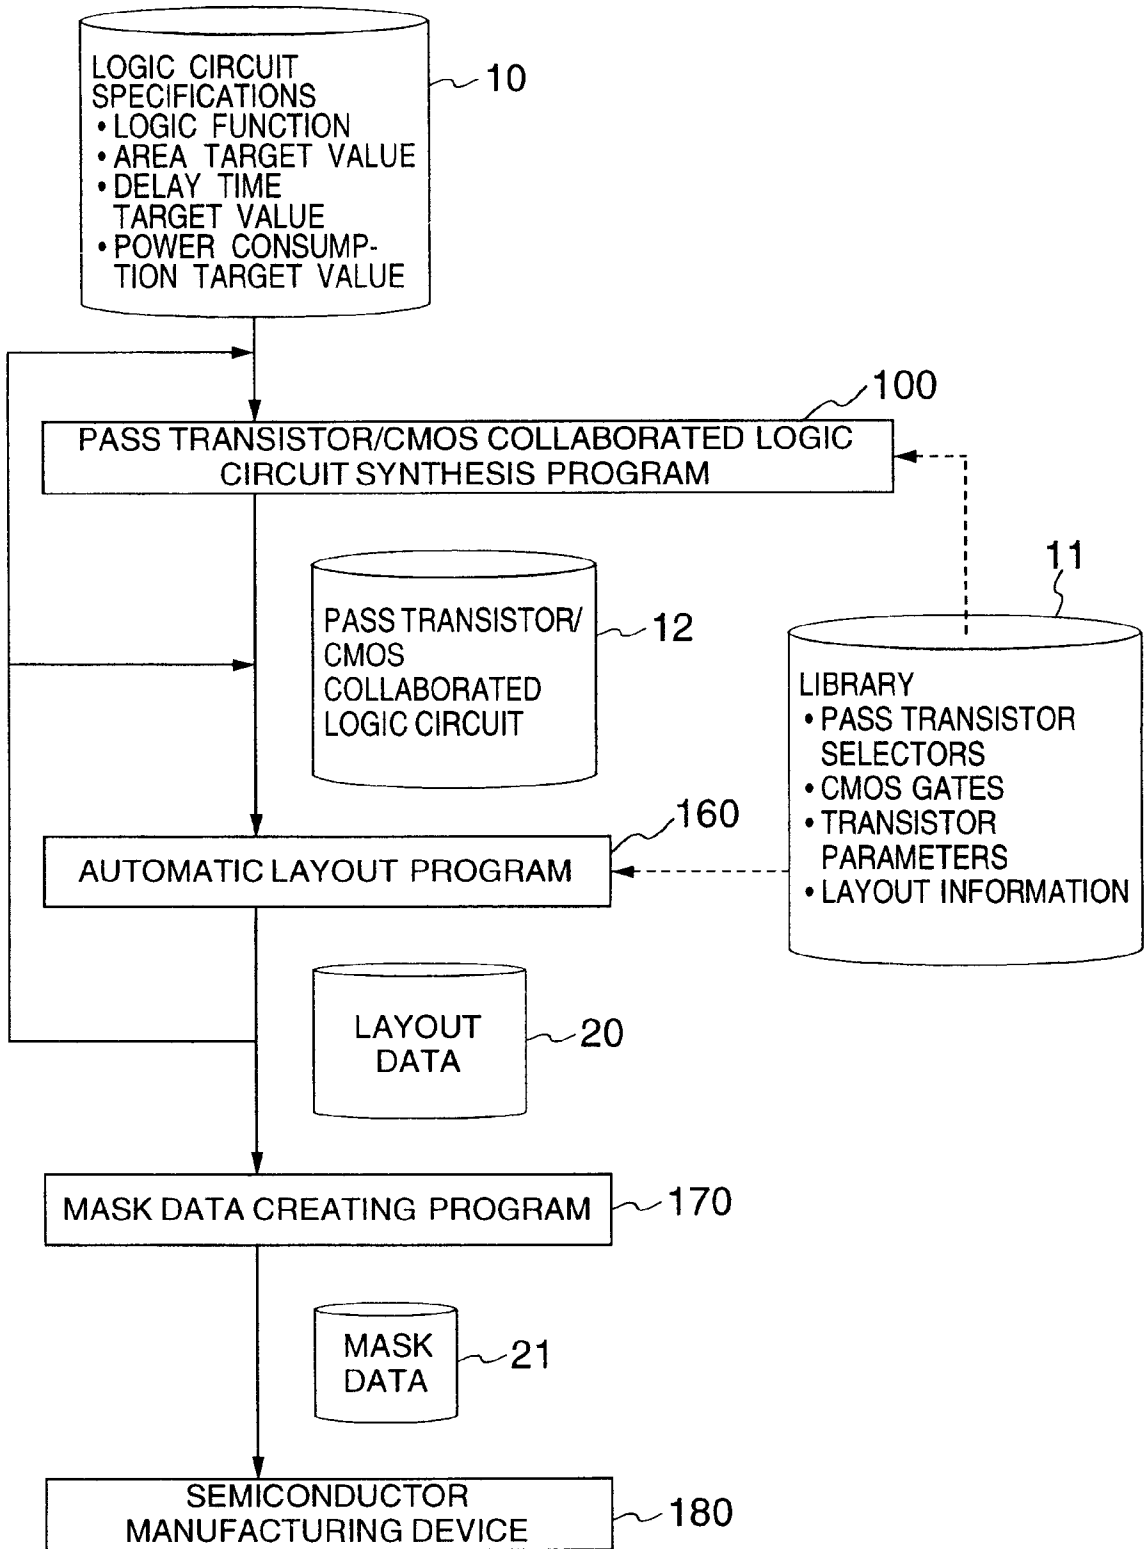 LOGIC CIRCUIT
SPECIFICATIONS
• LOGIC FUNCTION
• AREA TARGET VALUE
• DELAY TIME
TARGET VALUE
• POWER CONSUMP-
TION TARGET VALUE
10
100
PASS TRANSISTOR/CMOS COLLABORATED LOGIC
CIRCUIT SYNTHESIS PROGRAM
PASS TRANSISTOR/
CMOS
COLLABORATED
LOGIC CIRCUIT
12
11
LIBRARY
• PASS TRANSISTOR
SELECTORS
• CMOS GATES
• TRANSISTOR
PARAMETERS
• LAYOUT INFORMATION
160
AUTOMATIC LAYOUT PROGRAM
LAYOUT
DATA
20
MASK DATA CREATING PROGRAM
170
MASK
DATA
21
SEMICONDUCTOR
MANUFACTURING DEVICE
180